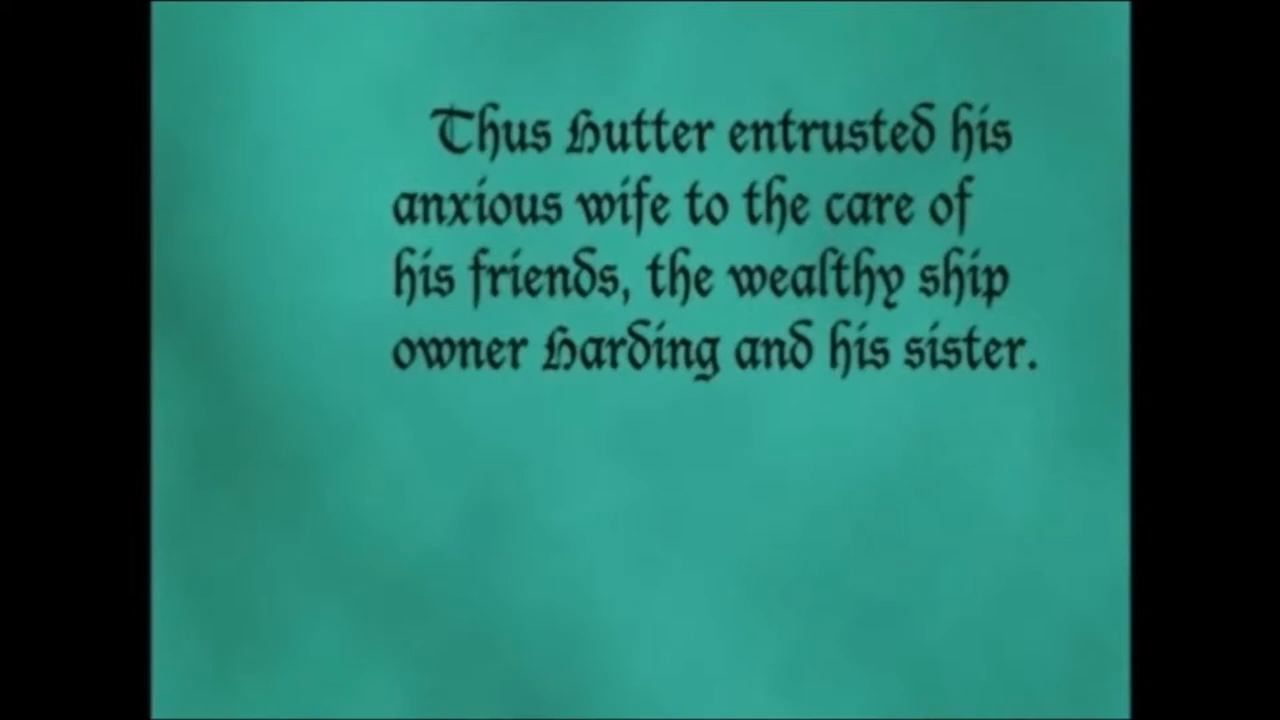 Thus Hutter entrusted his
anxious wife to the care of
his friends, the wealthy ship
owner Harding and his sister.